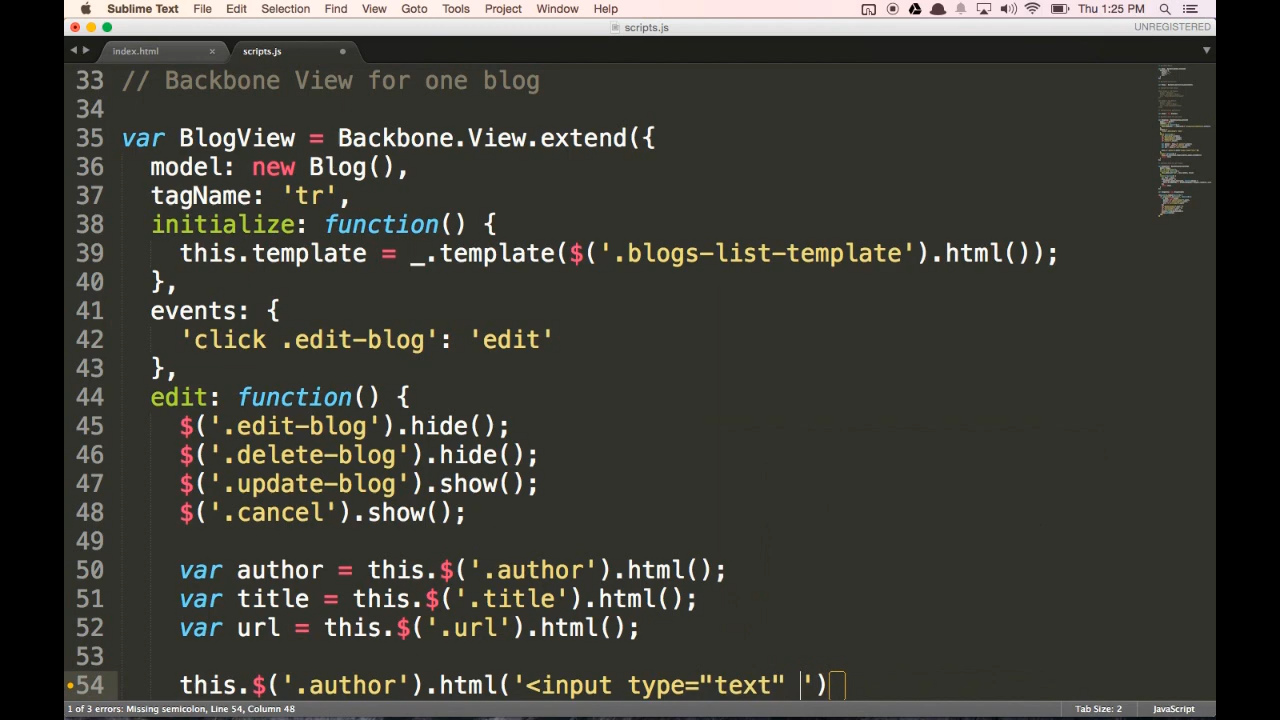 Sublime Text File Edit Selection Find View Goto Tools Project Window Help Thu 1:25 PM
scripts.js UNREGISTERED
index.html scripts.js
33 // Backbone View for one blog
34
35 var BlogView = Backbone.View.extend({
36 model: new Blog(),
37 tagName: 'tr',
38 initialize: function() {
39 this.template = _.template($('.blogs-list-template').html());
40 },
41 events: {
42 'click .edit-blog': 'edit'
43 },
44 edit: function() {
45 $('.edit-blog').hide();
46 $('.delete-blog').hide();
47 $('.update-blog').show();
48 $('.cancel').show();
49
50 var author = this.$('.author').html();
51 var title = this.$('.title').html();
52 var url = this.$('.url').html();
53
54 this.$('.author').html('<input type="text" ')
1 of 3 errors: Missing semicolon, Line 54, Column 48 Tab Size: 2 JavaScript